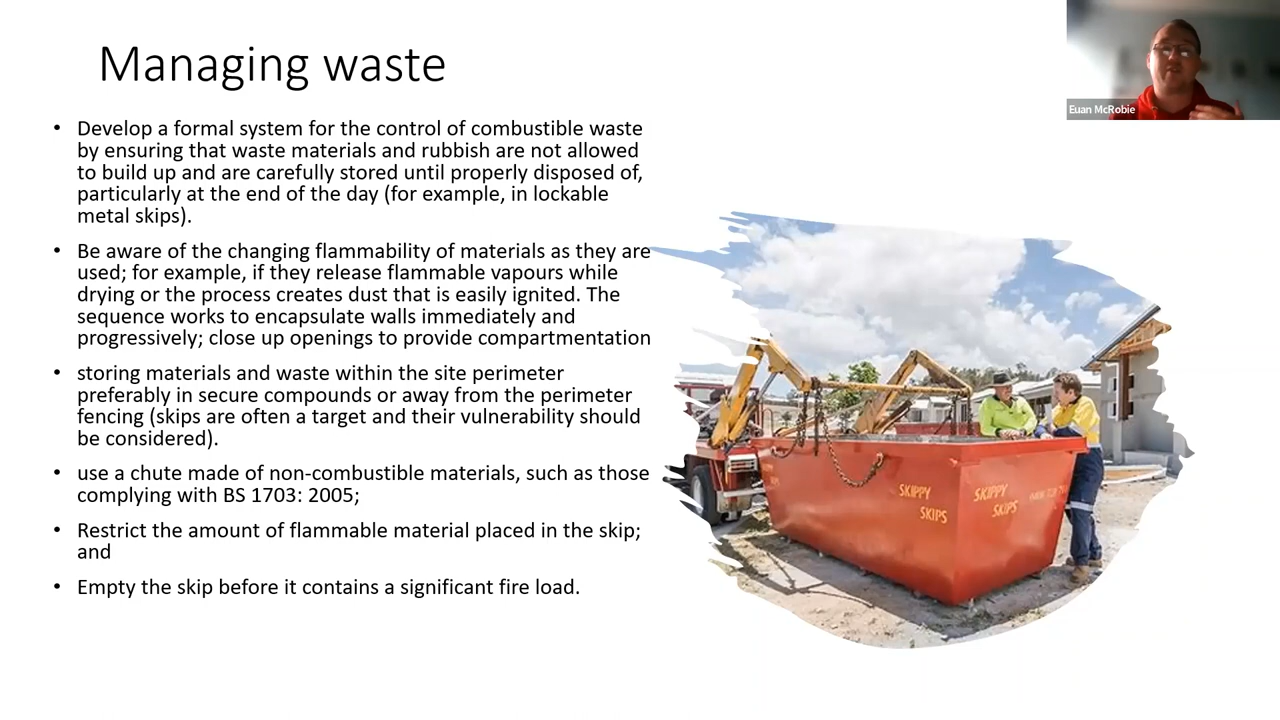 Managing waste
Euan McRobie
• Develop a formal system for the control of combustible waste
by ensuring that waste materials and rubbish are not allowed
to build up and are carefully stored until properly disposed of,
particularly at the end of the day (for example, in lockable
metal skips).
• Be aware of the changing flammability of materials as they are
used; for example, if they release flammable vapours while
drying or the process creates dust that is easily ignited. The
sequence works to encapsulate walls immediately and
progressively; close up openings to provide compartmentation
• storing materials and waste within the site perimeter
preferably in secure compounds or away from the perimeter
fencing (skips are often a target and their vulnerability should
be considered).
• use a chute made of non-combustible materials, such as those
complying with BS 1703: 2005;
• Restrict the amount of flammable material placed in the skip;
and
• Empty the skip before it contains a significant fire load.
SKIPPY
SKIPS
SKIPPY
SKIPS